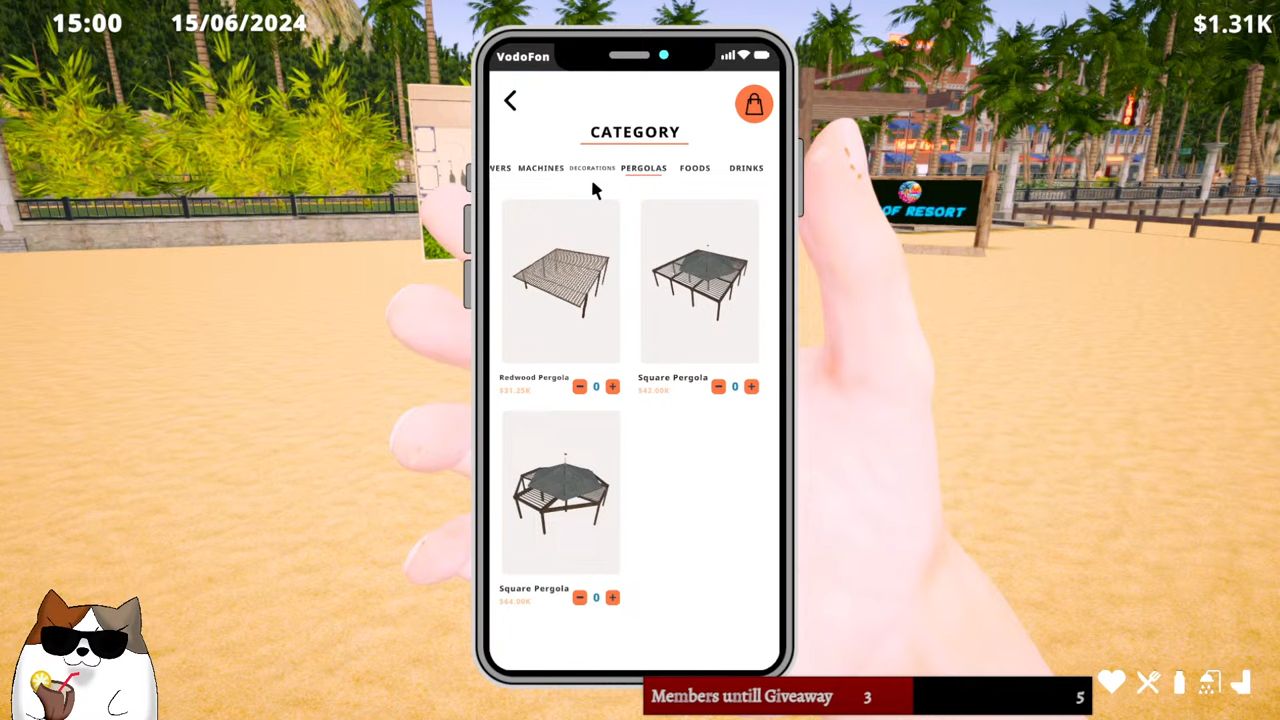 15:00
15/06/2024
$1.31K
VodoFon
CATEGORY
WERS MACHINES DECORATIONS PERGOLAS FOODS DRINKS
OF RESORT
Redwood Pergola
$31.25K
0
Square Pergola
$42.00K
0
Square Pergola
$64.00K
0
Members untill Giveaway 3 5